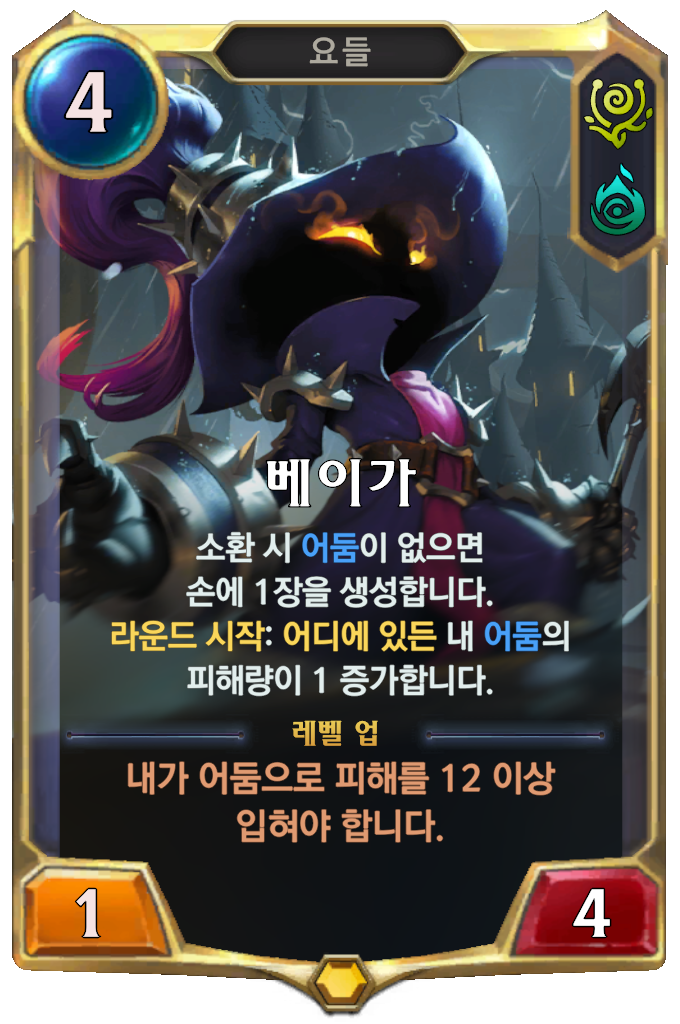 요들
4
베이가
소환 시 어둠이 없으면
손에 1장을 생성합니다.
라운드 시작: 어디에 있든 내 어둠의
피해량이 1 증가합니다.
레벨 업
내가 어둠으로 피해를 12 이상
입혀야 합니다.
1
4